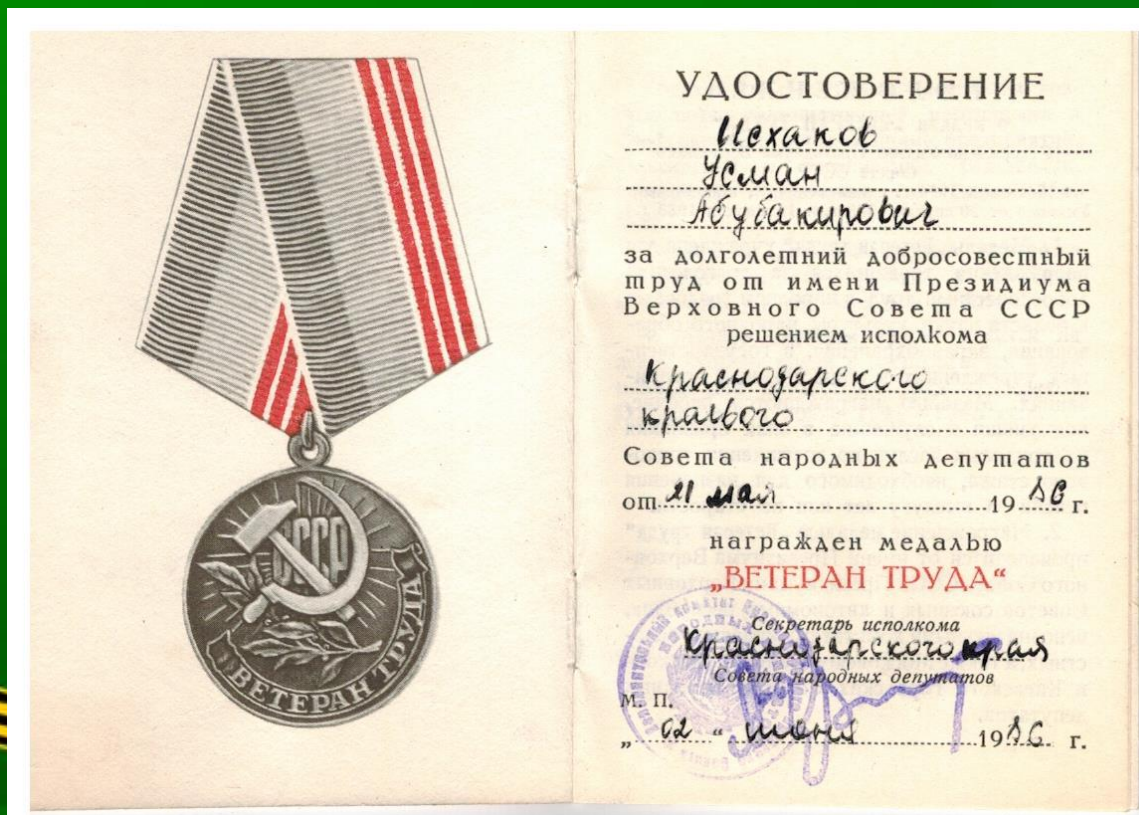 СССР
ВЕТЕРАН ТРУДА
УДОСТОВЕРЕНИЕ
Исхаков
Усман
Абубакирович
за долголетний добросовестный
труд от имени Президиума
Верховного Совета СССР
решением исполкома
Краснодарского
краевого
Совета народных депутатов
от 21 мая 1986 г.
награжден медалью
„ВЕТЕРАН ТРУДА“
Секретарь исполкома
Краснодарского края
Совета народных депутатов
М. П.
„02“ июня 1986 г.